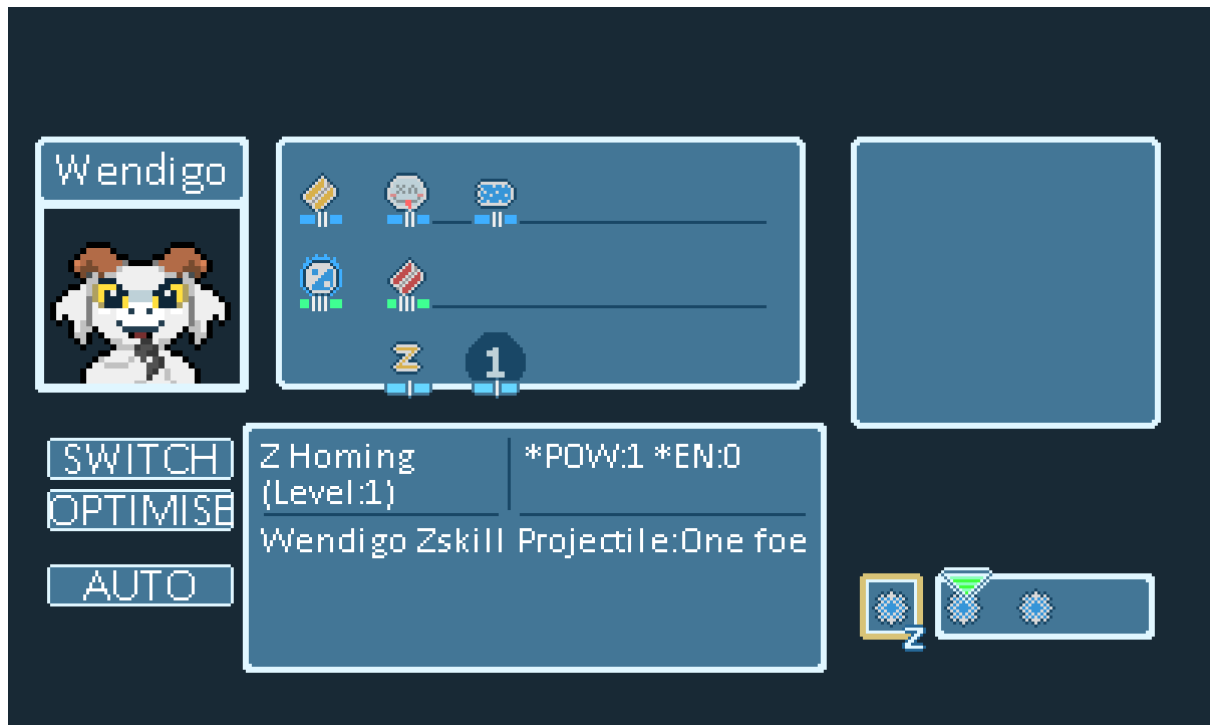 Wendigo
Z
1
SWITCH
OPTIMISE
AUTO
Z Homing
(Level:1)
*POW:1 *EN:0
Wendigo Zskill Projectile:One foe
Z